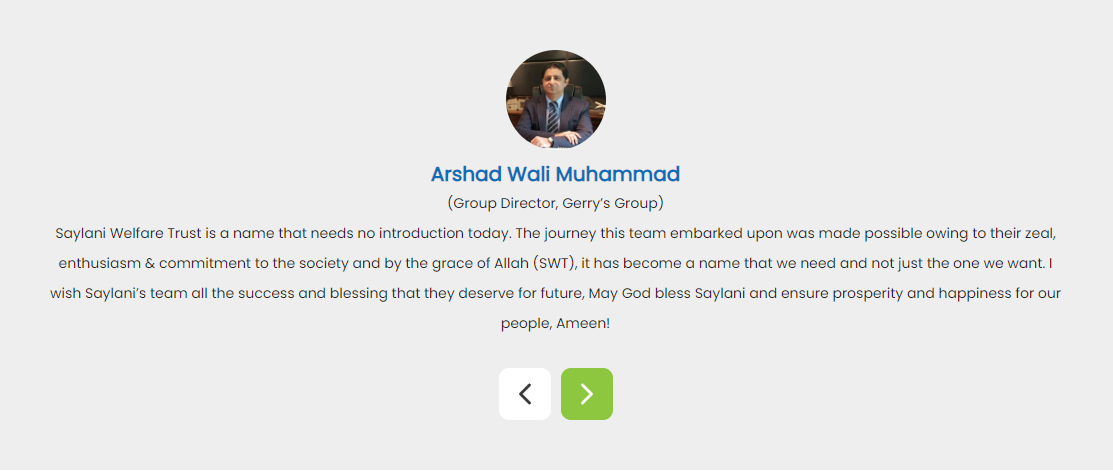 Arshad Wali Muhammad
(Group Director, Gerry’s Group)
Saylani Welfare Trust is a name that needs no introduction today. The journey this team embarked upon was made possible owing to their zeal,
enthusiasm & commitment to the society and by the grace of Allah (SWT), it has become a name that we need and not just the one we want. I
wish Saylani’s team all the success and blessing that they deserve for future, May God bless Saylani and ensure prosperity and happiness for our
people, Ameen!